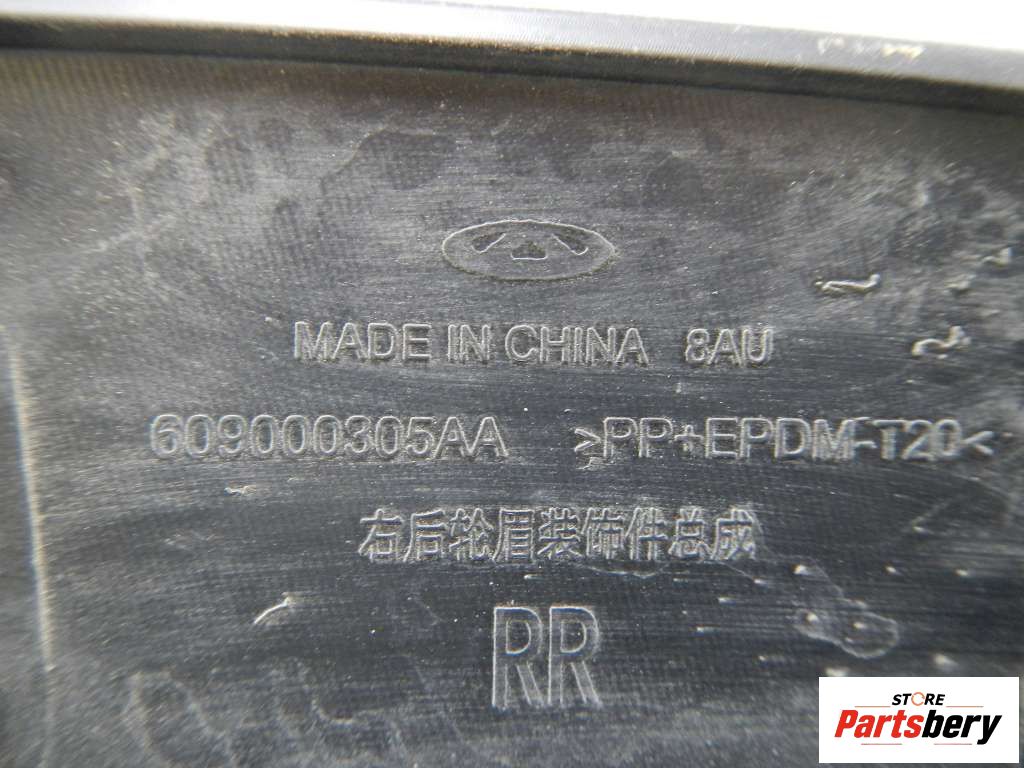 MADE IN CHINA 8AU
609000305AA >PP+EPDM-T20<
右后轮眉装饰件总成
RR
STORE
Partsbery